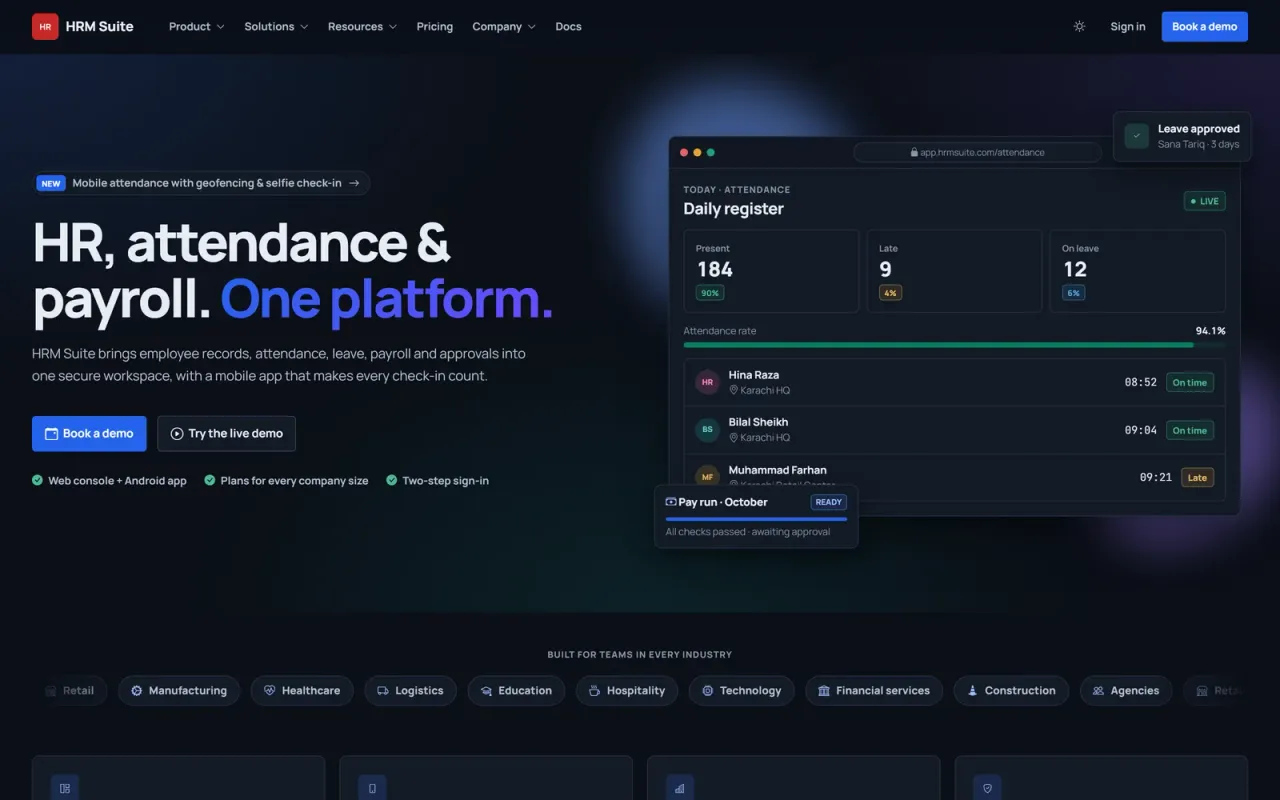 HR HRM Suite Product Solutions Resources Pricing Company Docs Sign in Book a demo
NEW Mobile attendance with geofencing & selfie check-in →
HR, attendance &
payroll. One platform.
HRM Suite brings employee records, attendance, leave, payroll and approvals into
one secure workspace, with a mobile app that makes every check-in count.
Book a demo Try the live demo
Web console + Android app Plans for every company size Two-step sign-in
app.hrmsuite.com/attendance
Leave approved
Sana Tariq · 3 days
TODAY · ATTENDANCE
Daily register
LIVE
Present Late On leave
184 9 12
90% 4% 6%
Attendance rate 94.1%
HR Hina Raza 08:52 On time
Karachi HQ
BS Bilal Sheikh 09:04 On time
Karachi HQ
MF Muhammad Farhan 09:21 Late
Pay run · October READY
All checks passed · awaiting approval
BUILT FOR TEAMS IN EVERY INDUSTRY
Retail Manufacturing Healthcare Logistics Education Hospitality Technology Financial services Construction Agencies